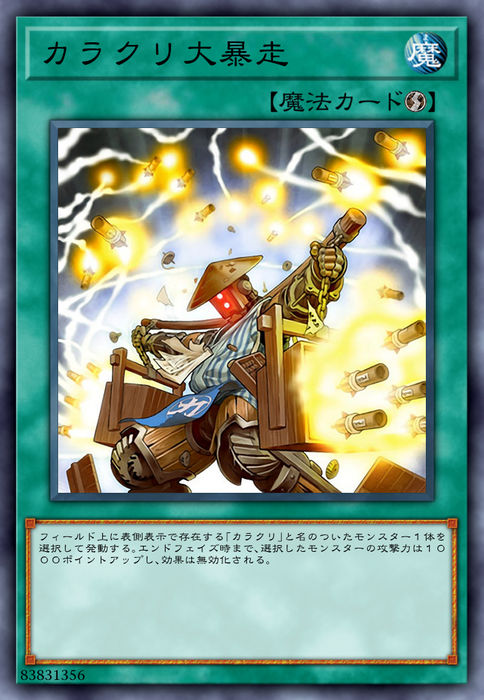 カラクリ大暴走
魔
【魔法カード】
フィールド上に表側表示で存在する「カラクリ」と名のついたモンスター1体を
選択して発動する。エンドフェイズ時まで、選択したモンスターの攻撃力は１０
００ポイントアップし、効果は無効化される。
83831356